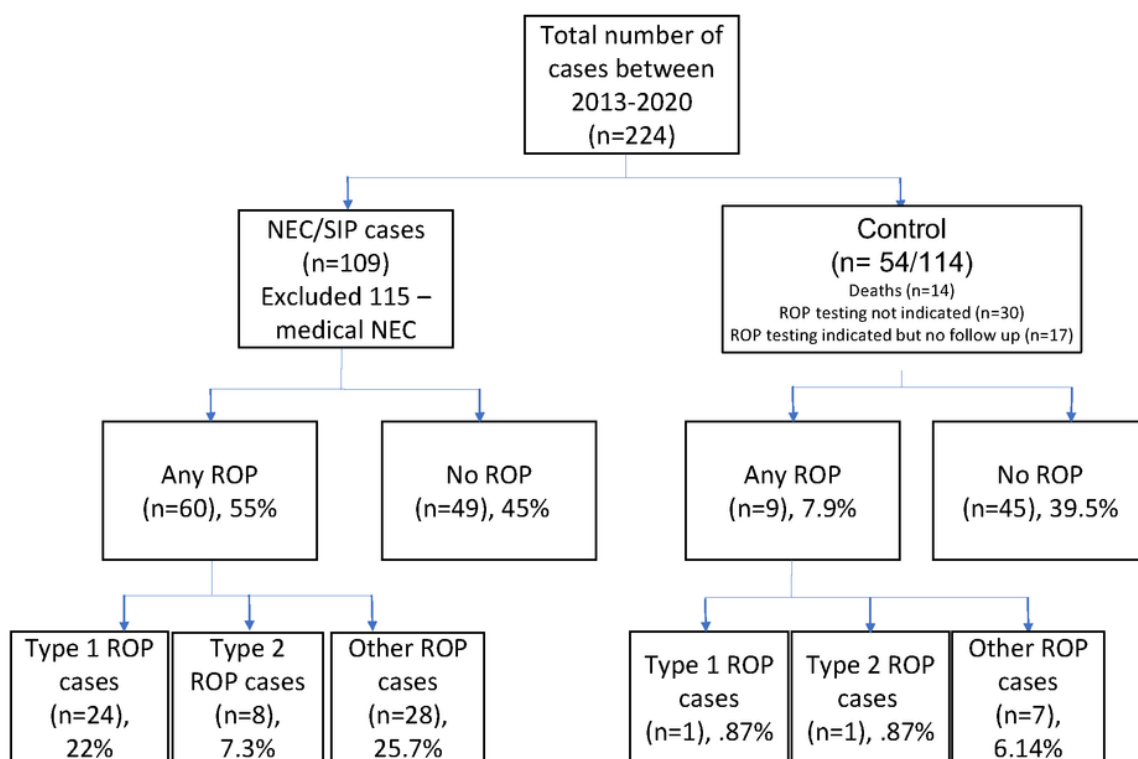 Total number of
cases between
2013-2020
(n=224)
NEC/SIP cases
(n=109)
Excluded 115 –
medical NEC
Control
(n= 54/114)
Deaths (n=14)
ROP testing not indicated (n=30)
ROP testing indicated but no follow up (n=17)
Any ROP
(n=60), 55%
No ROP
(n=49), 45%
Any ROP
(n=9), 7.9%
No ROP
(n=45), 39.5%
Type 1 ROP
cases
(n=24),
22%
Type 2
ROP cases
(n=8),
7.3%
Other ROP
cases
(n=28),
25.7%
Type 1 ROP
cases
(n=1), .87%
Type 2 ROP
cases
(n=1), .87%
Other ROP
cases
(n=7),
6.14%